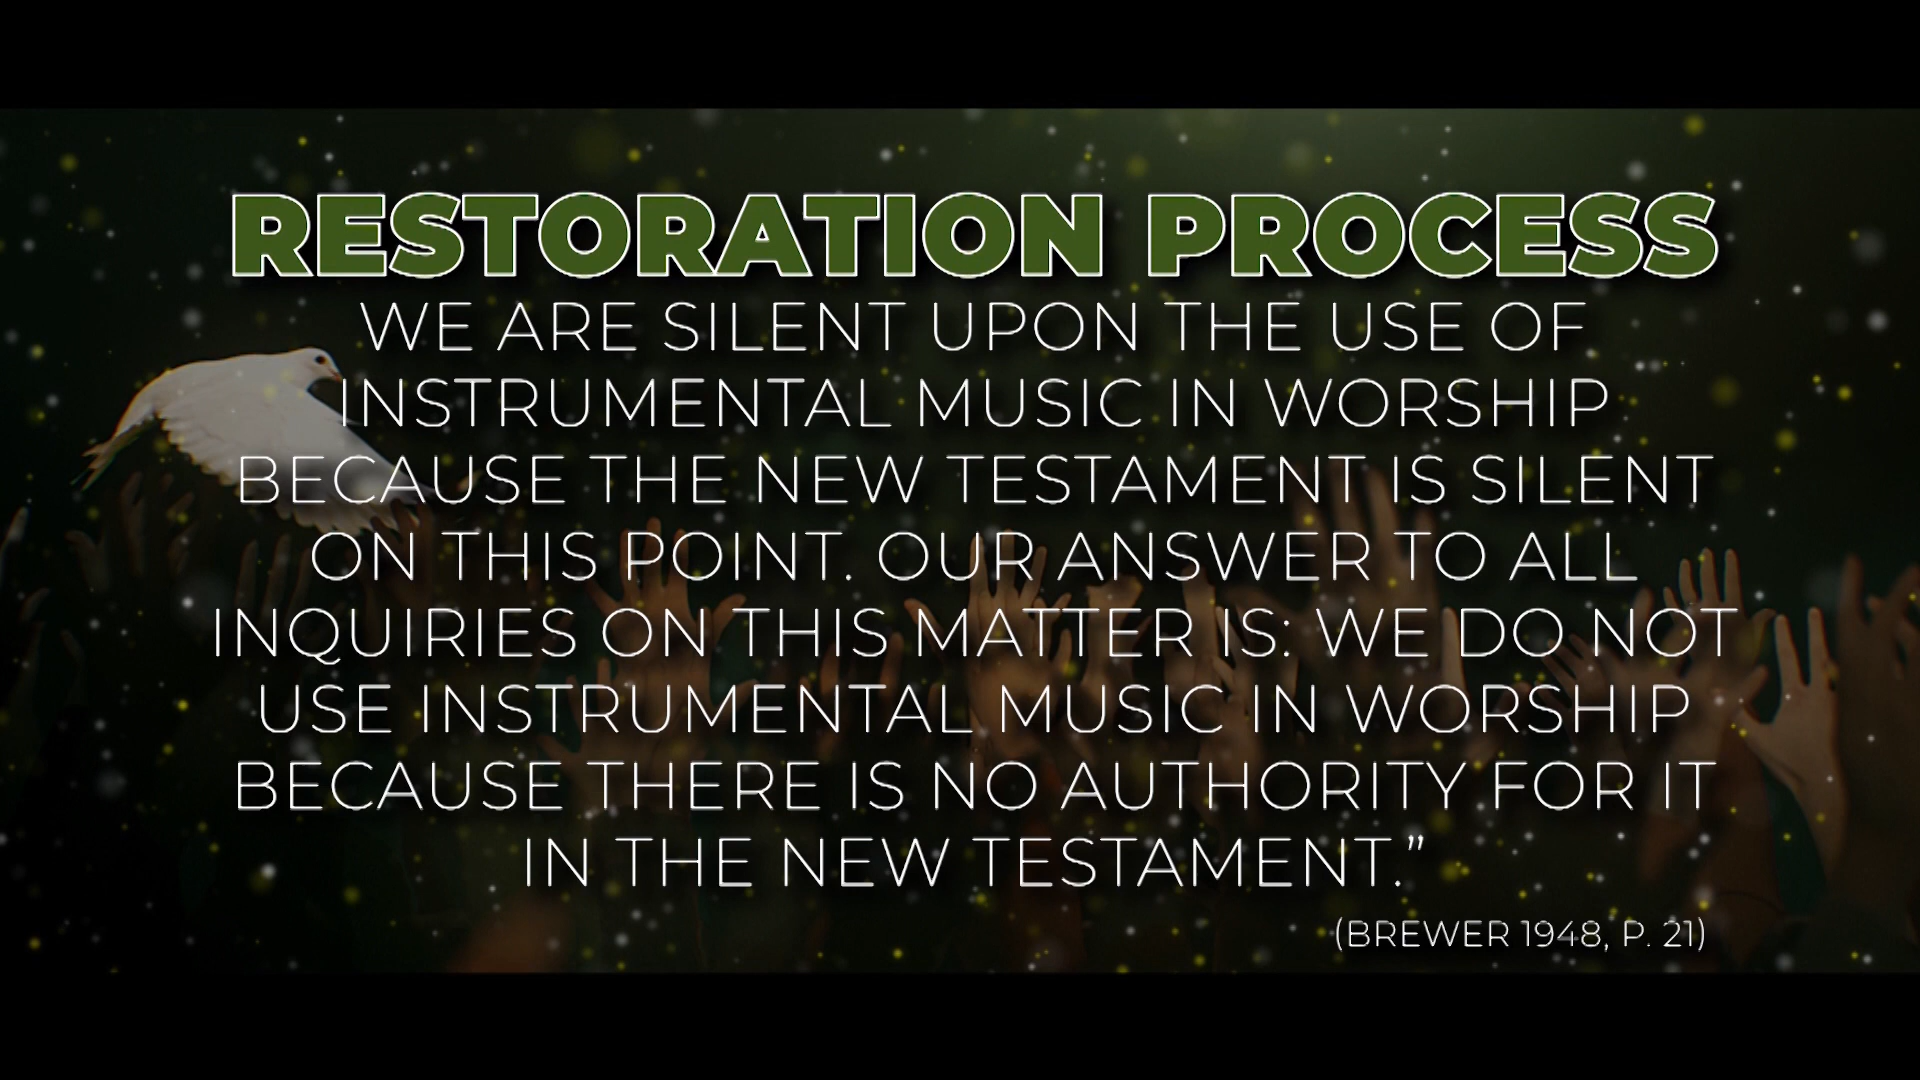 RESTORATION PROCESS
WE ARE SILENT UPON THE USE OF
INSTRUMENTAL MUSIC IN WORSHIP
BECAUSE THE NEW TESTAMENT IS SILENT
ON THIS POINT. OUR ANSWER TO ALL
INQUIRIES ON THIS MATTER IS: WE DO NOT
USE INSTRUMENTAL MUSIC IN WORSHIP
BECAUSE THERE IS NO AUTHORITY FOR IT
IN THE NEW TESTAMENT.”
(BREWER 1948, P. 21)